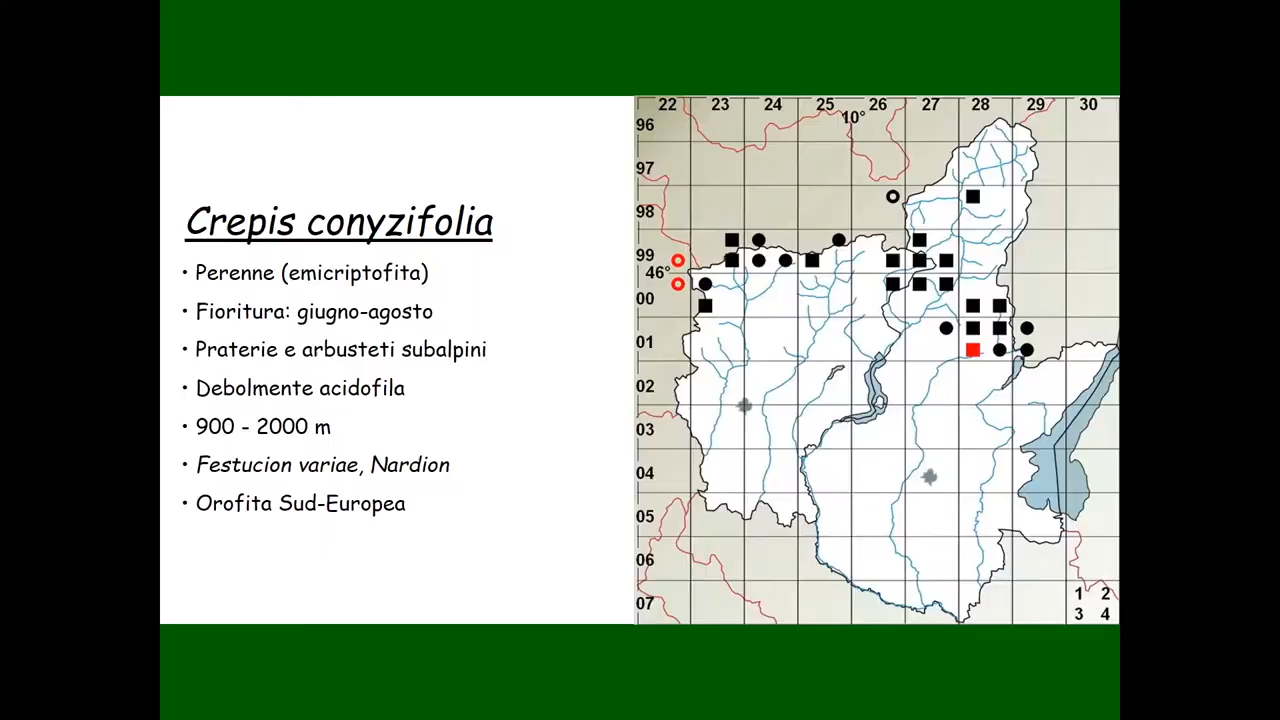 Crepis conyzifolia
• Perenne (emicriptofita)
• Fioritura: giugno-agosto
• Praterie e arbusteti subalpini
• Debolmente acidofila
• 900 - 2000 m
• Festucion variae, Nardion
• Orofita Sud-Europea
22 23 24 25 26 27 28 29 30
10°
96
97
98
99
46°
00
01
02
03
04
05
06
07
1 2
3 4